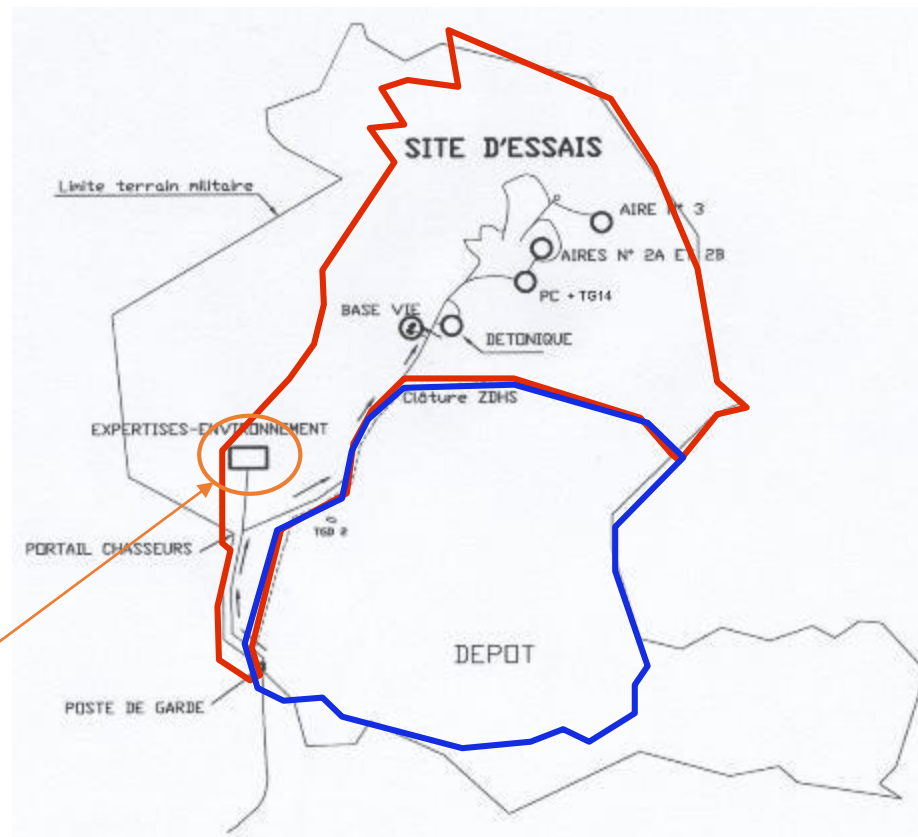 SITE D'ESSAIS
Limite terrain militaire
AIRE N° 3
AIRES N° 2A ET 2B
PC + TG14
BASE VIE
DETONIQUE
Clôture ZDHS
EXPERTISES-ENVIRONNEMENT
TGD 2
PORTAIL CHASSEURS
DEPOT
POSTE DE GARDE